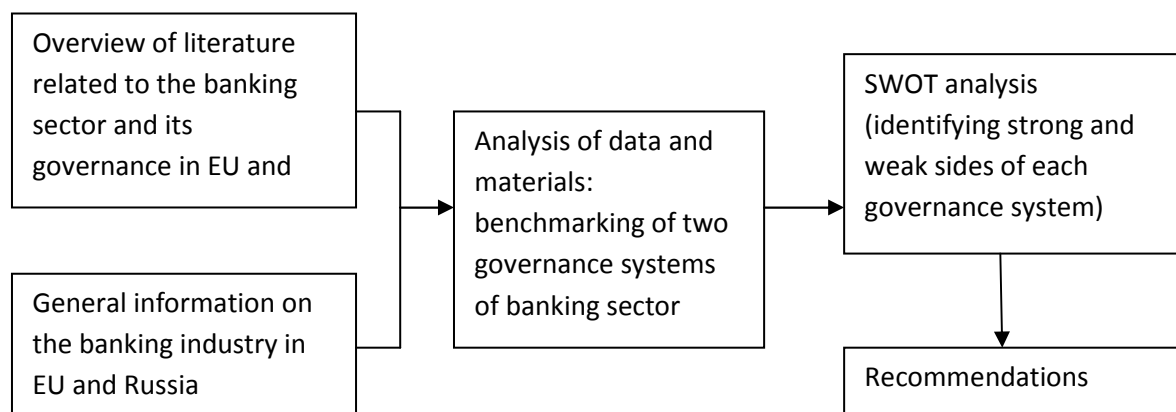 Overview of literature
related to the banking
sector and its
governance in EU and
General information on
the banking industry in
EU and Russia
Analysis of data and
materials:
benchmarking of two
governance systems
of banking sector
SWOT analysis
(identifying strong and
weak sides of each
governance system)
Recommendations